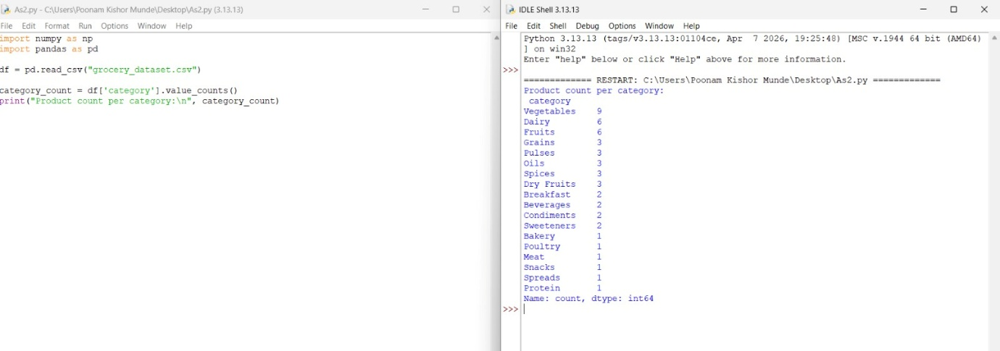 As2.py - C:\Users\Poonam Kishor Munde\Desktop\As2.py (3.13.13)
File Edit Format Run Options Window Help
import numpy as np
import pandas as pd
df = pd.read_csv("grocery_dataset.csv")
category_count = df['category'].value_counts()
print("Product count per category:\n", category_count)
IDLE Shell 3.13.13
File Edit Shell Debug Options Window Help
Python 3.13.13 (tags/v3.13.13:01104ce, Apr 7 2026, 19:25:48) [MSC v.1944 64 bit (AMD64)
] on win32
Enter "help" below or click "Help" above for more information.
>>>
============= RESTART: C:\Users\Poonam Kishor Munde\Desktop\As2.py =============
Product count per category:
category
Vegetables 9
Dairy 6
Fruits 6
Grains 3
Pulses 3
Oils 3
Spices 3
Dry Fruits 3
Breakfast 2
Beverages 2
Condiments 2
Sweeteners 2
Bakery 1
Poultry 1
Meat 1
Snacks 1
Spreads 1
Protein 1
Name: count, dtype: int64
>>>